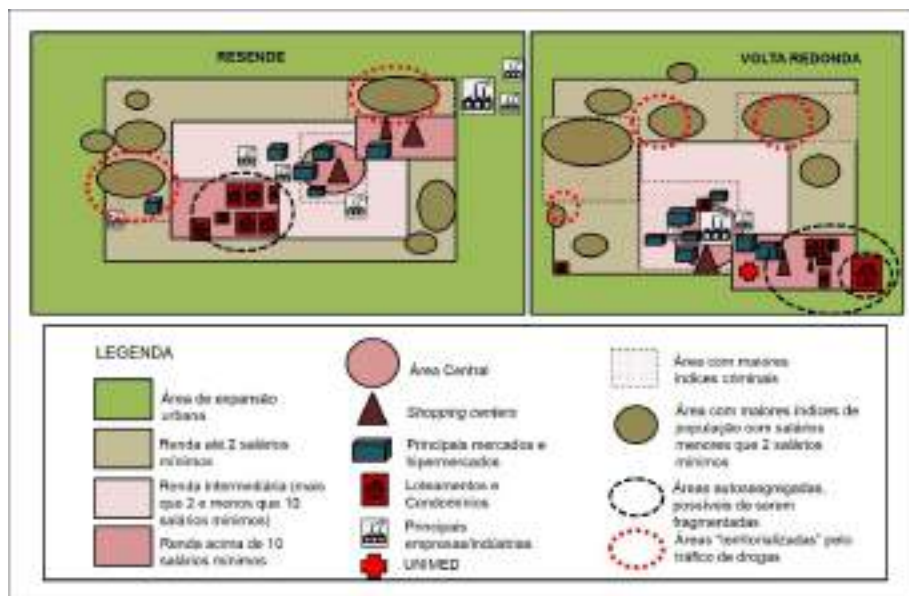 RESENDE
VOLTA REDONDA
LEGENDA
Área de expansão
urbana
Renda até 2 salários
mínimos
Renda intermediária (mais
que 2 e menos que 10
salários mínimos)
Renda acima de 10
salários mínimos
Área Central
Shopping centers
Principais mercados e
hipermercados
Loteamentos e
Condomínios
Principais
empresas/indústrias
UNIMED
Área com maiores
índices criminais
Área com maiores índices de
população com salários
menores que 2 salários
mínimos
Áreas autossegregadas,
possíveis de serem
fragmentadas
Áreas "territorializadas" pelo
tráfico de drogas